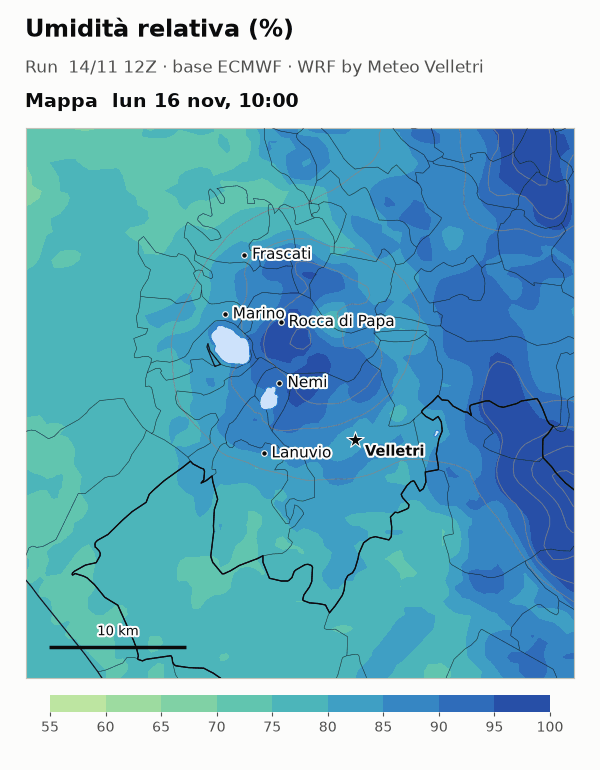 Umidità relativa (%)
Run  14/11 12Z · base ECMWF · WRF by Meteo Velletri
Mappa  lun 16 nov, 10:00
Frascati
Marino
Rocca di Papa
Nemi
Lanuvio
Velletri
10 km
55 60 65 70 75 80 85 90 95 100